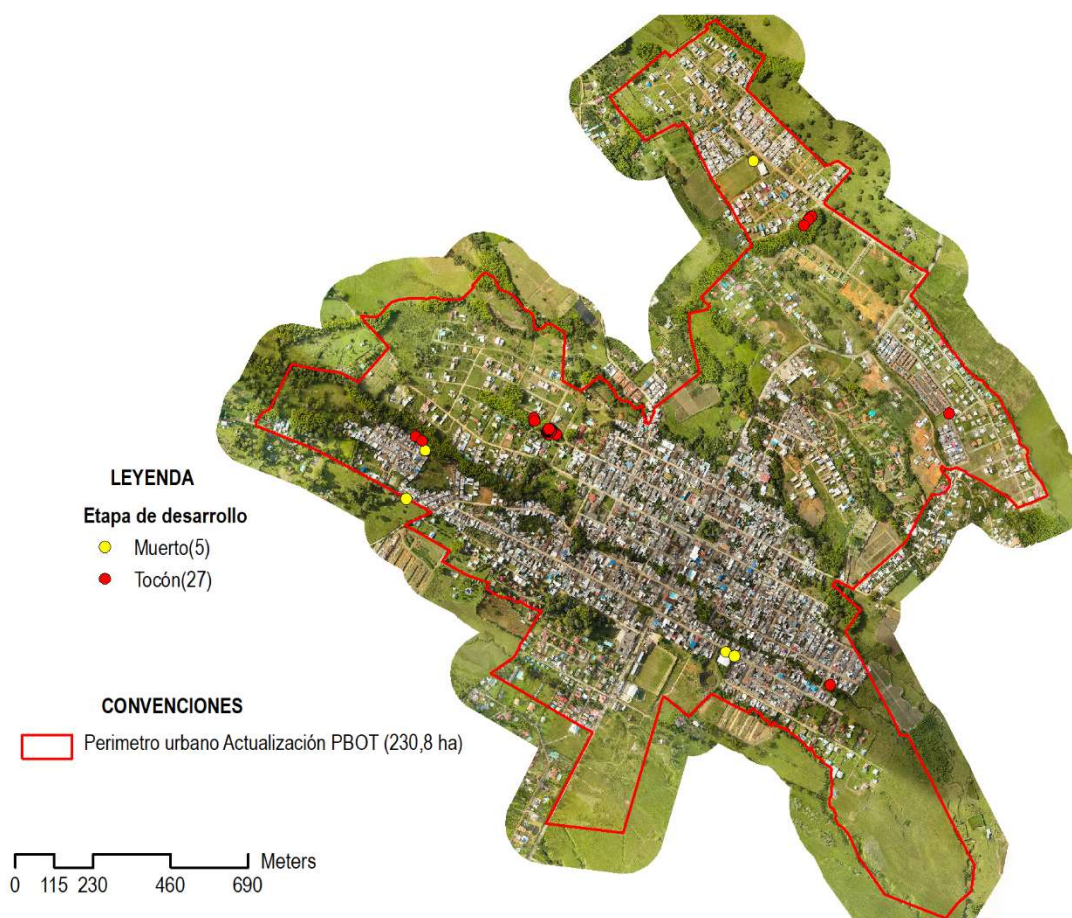 LEYENDA
Etapa de desarrollo
Muerto(5)
Tocón(27)
CONVENCIONES
Perimetro urbano Actualización PBOT (230,8 ha)
Meters
0 115 230 460 690